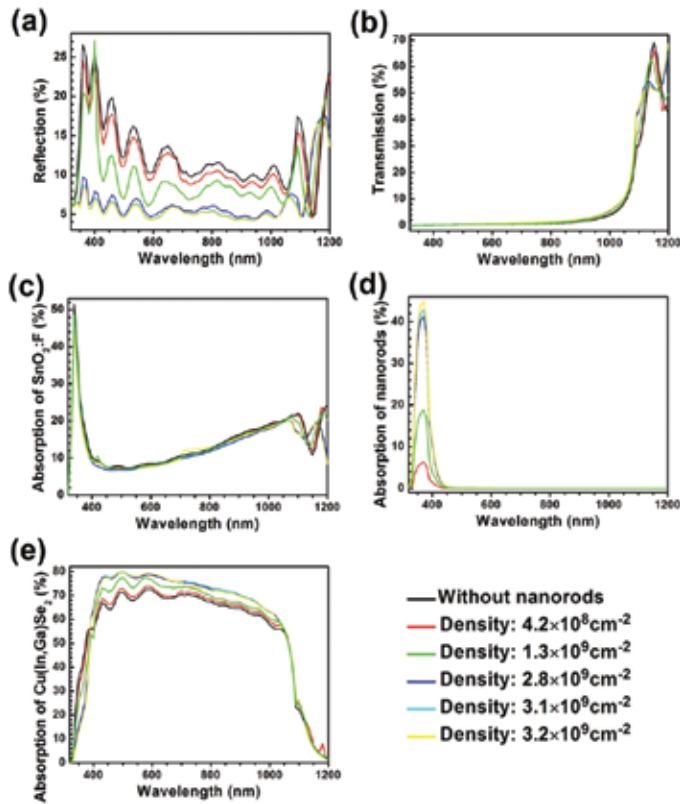 (a)
Reflection (%)
25
20
15
10
5
400 600 800 1000 1200
Wavelength (nm)
(b)
Transmission (%)
70
60
50
40
30
20
10
0
400 600 800 1000 1200
Wavelength (nm)
(c)
Absorption of SnO₂:F (%)
50
40
30
20
10
0
400 600 800 1000 1200
Wavelength (nm)
(d)
Absorption of nanorods (%)
40
30
20
10
0
400 600 800 1000 1200
Wavelength (nm)
(e)
Absorption of Cu(In,Ga)Se₂ (%)
80
70
60
50
40
30
20
10
0
400 600 800 1000 1200
Wavelength (nm)
Without nanorods
Density: 4.2×10⁸cm⁻²
Density: 1.3×10⁹cm⁻²
Density: 2.8×10⁹cm⁻²
Density: 3.1×10⁹cm⁻²
Density: 3.2×10⁹cm⁻²